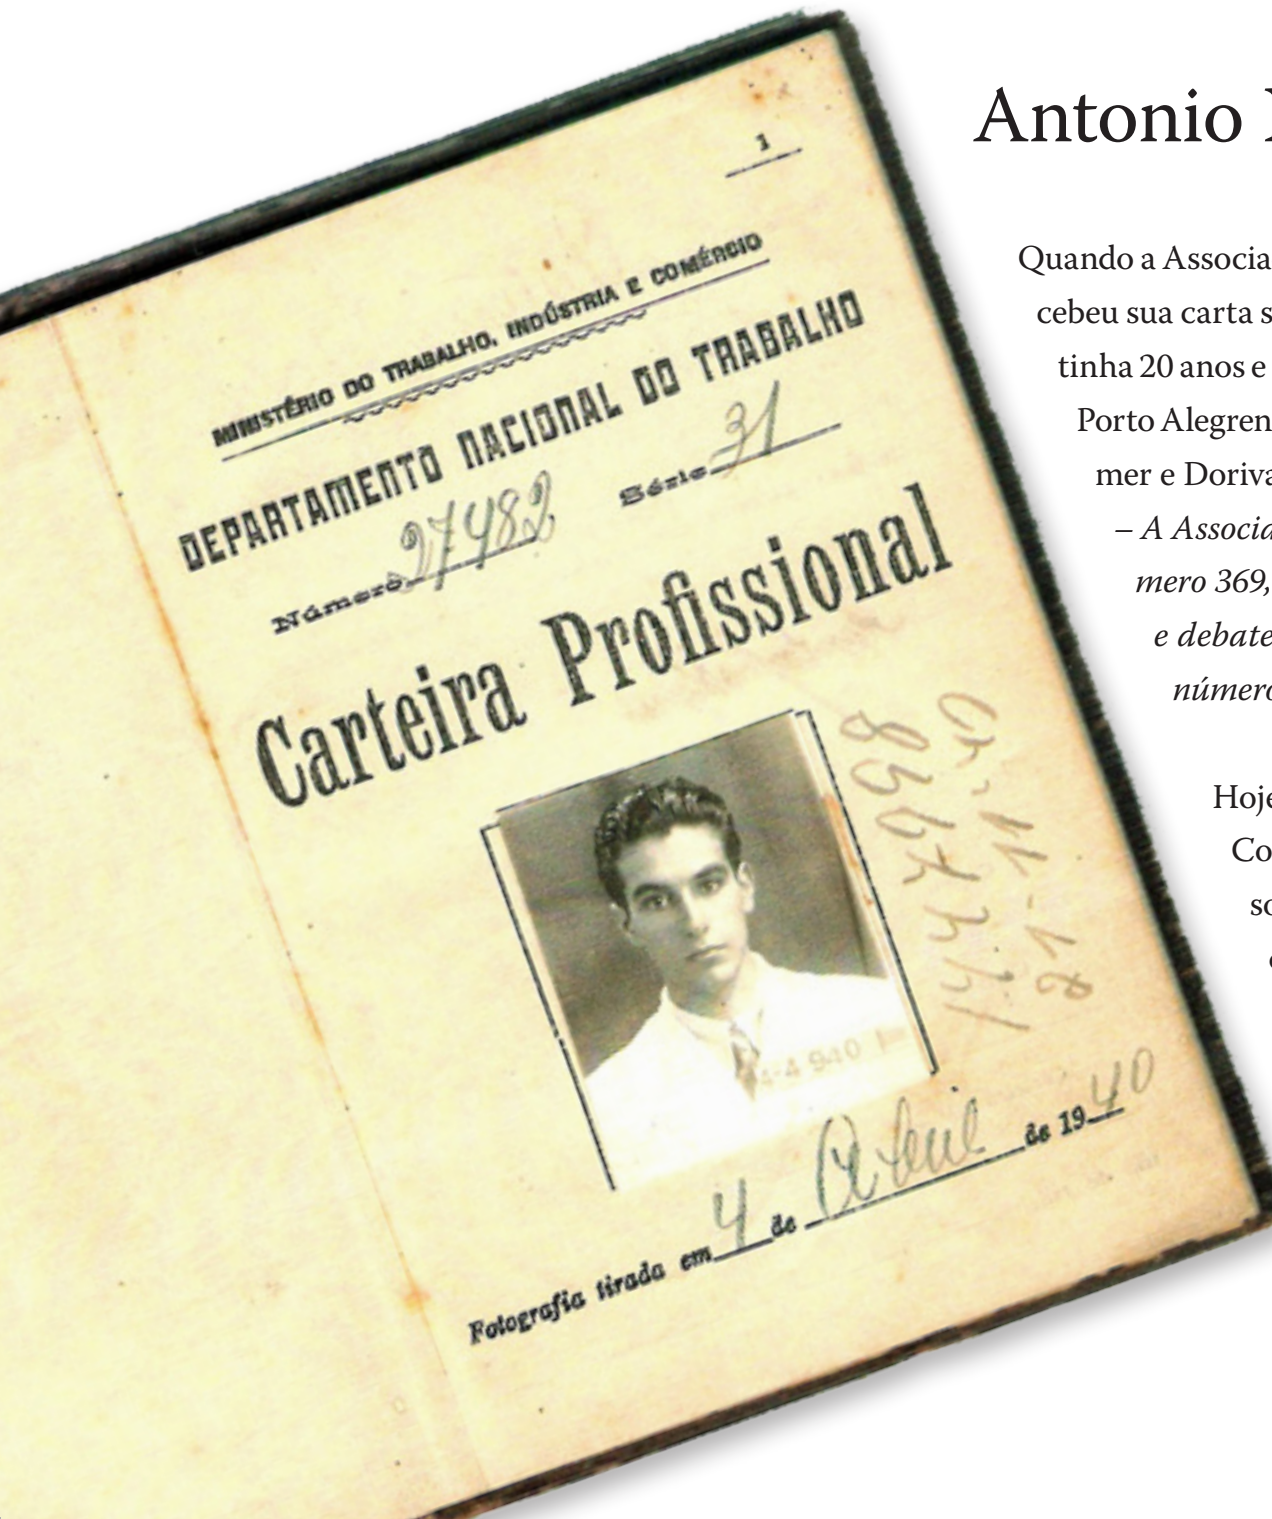 1
MINISTÉRIO DO TRABALHO, INDÚSTRIA E COMÉRCIO
DEPARTAMENTO NACIONAL DO TRABALHO
Número 27482 Série 31
Carteira Profissional
4-4 940
Fotografia tirada em 4 de Abril de 1940
Antonio
Quando a Associa
cebeu sua carta s
tinha 20 anos e
Porto Alegren
mer e Doriva
– A Associa
mero 369,
e debate
número
Hoje
Co
so